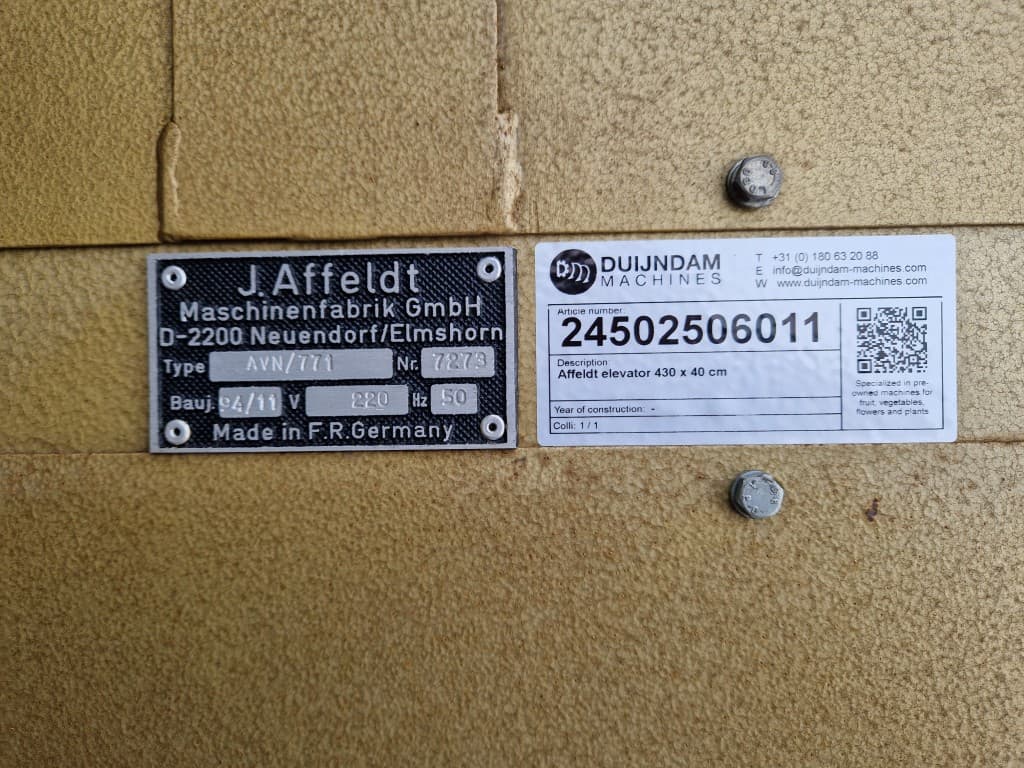 J. Affeldt
Maschinenfabrik GmbH
D-2200 Neuendorf/Elmshorn
Type AVN/771 Nr. 7273
Bauj. 94/11 V 220 Hz 50
Made in F.R.Germany
DUIJNDAM
MACHINES
T +31 (0) 180 63 20 88
E info@duijndam-machines.com
W www.duijndam-machines.com
Article number:
24502506011
Description:
Affeldt elevator 430 x 40 cm
Year of construction: -
Colli: 1 / 1
Specialized in pre-
owned machines for
fruit, vegetables,
flowers and plants